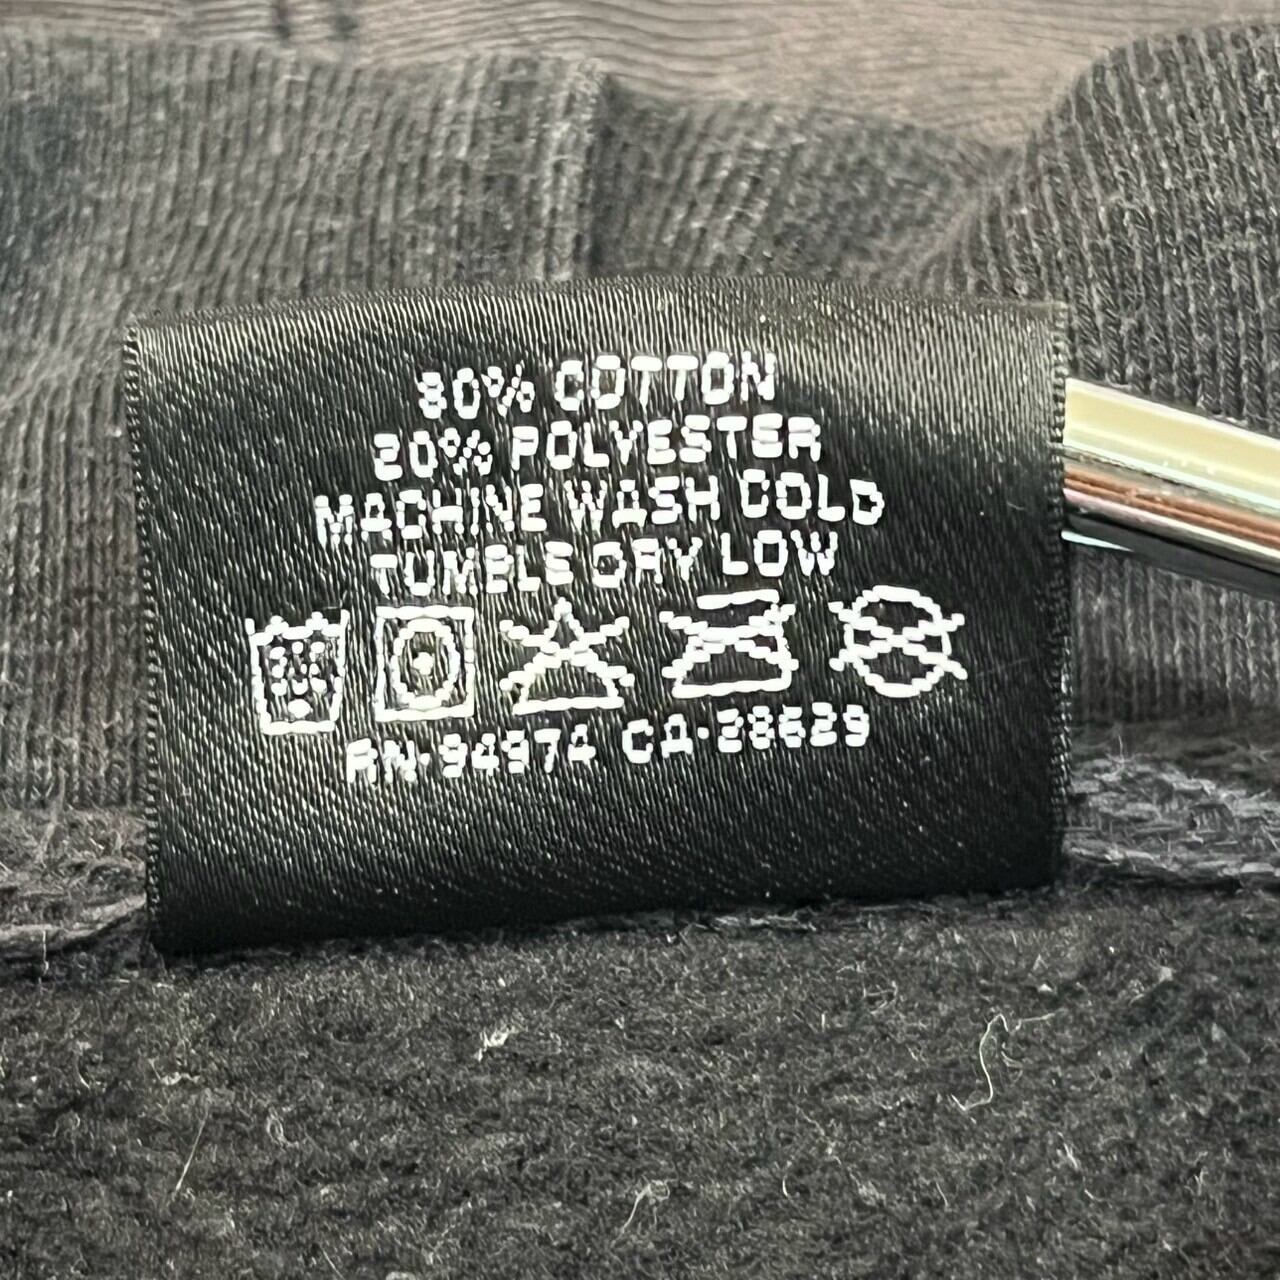 80% COTTON
20% POLYESTER
MACHINE WASH COLD
TUMBLE DRY LOW
RN-94974 CA-28629